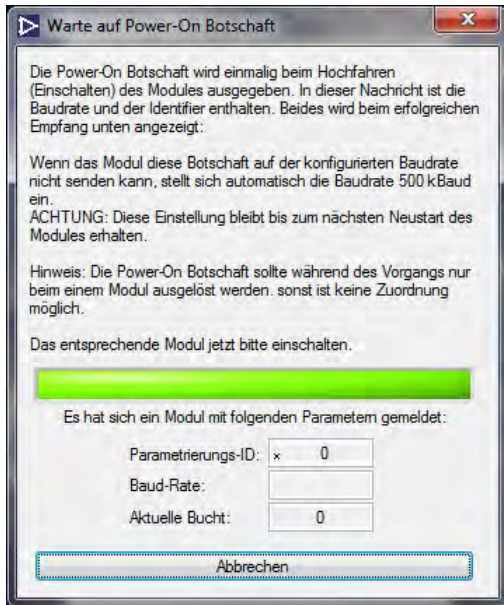 Warte auf Power-On Botschaft
Die Power-On Botschaft wird einmalig beim Hochfahren
(Einschalten) des Modules ausgegeben. In dieser Nachricht ist die
Baudrate und der Identifier enthalten. Beides wird beim erfolgreichen
Empfang unten angezeigt:
Wenn das Modul diese Botschaft auf der konfigurierten Baudrate
nicht senden kann, stellt sich automatisch die Baudrate 500 kBaud
ein.
ACHTUNG: Diese Einstellung bleibt bis zum nächsten Neustart des
Modules erhalten.
Hinweis: Die Power-On Botschaft sollte während des Vorgangs nur
beim einem Modul ausgelöst werden. sonst ist keine Zuordnung
möglich.
Das entsprechende Modul jetzt bitte einschalten.
Es hat sich ein Modul mit folgenden Parametern gemeldet:
Parametrierungs-ID: x 0
Baud-Rate:
Aktuelle Bucht: 0
Abbrechen